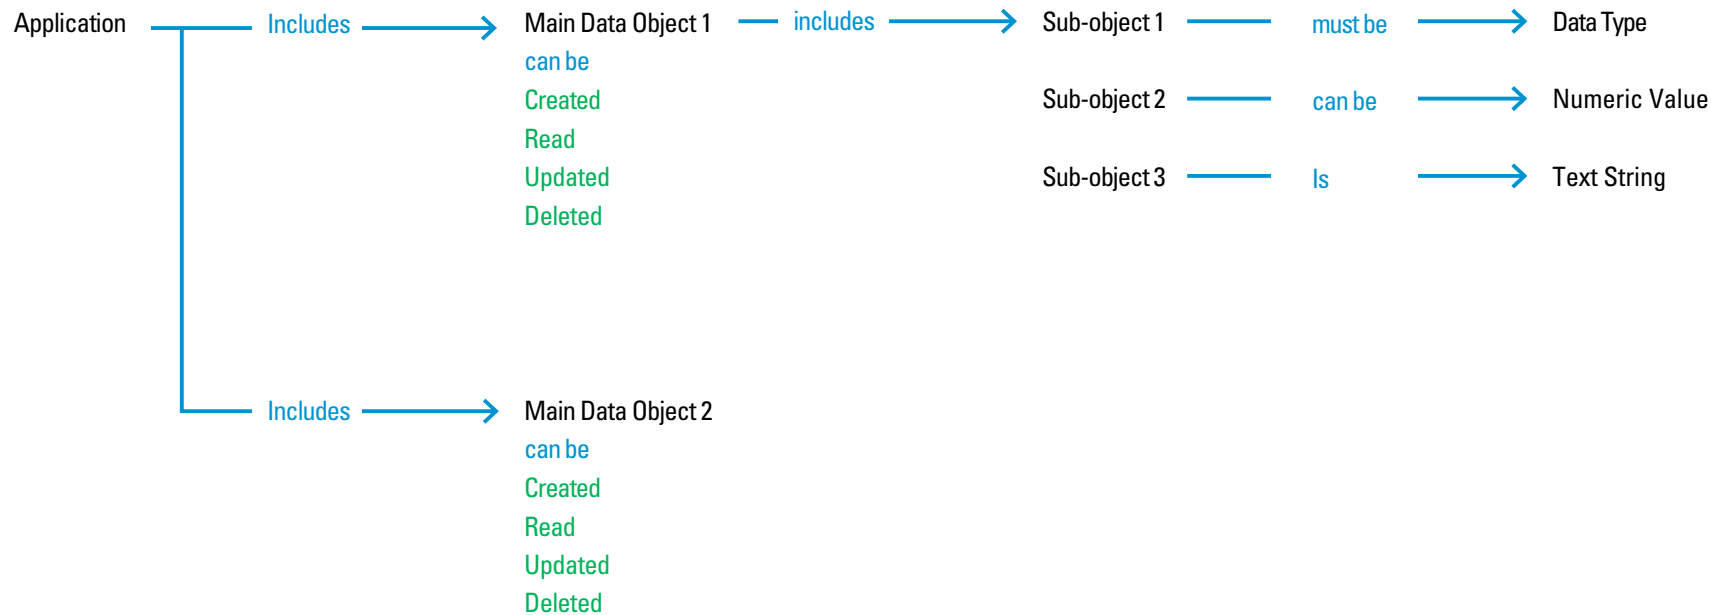 Application Includes Main Data Object 1 includes Sub-object 1 must be Data Type
can be
Created Sub-object 2 can be Numeric Value
Read
Updated Sub-object 3 Is Text String
Deleted
Includes Main Data Object 2
can be
Created
Read
Updated
Deleted